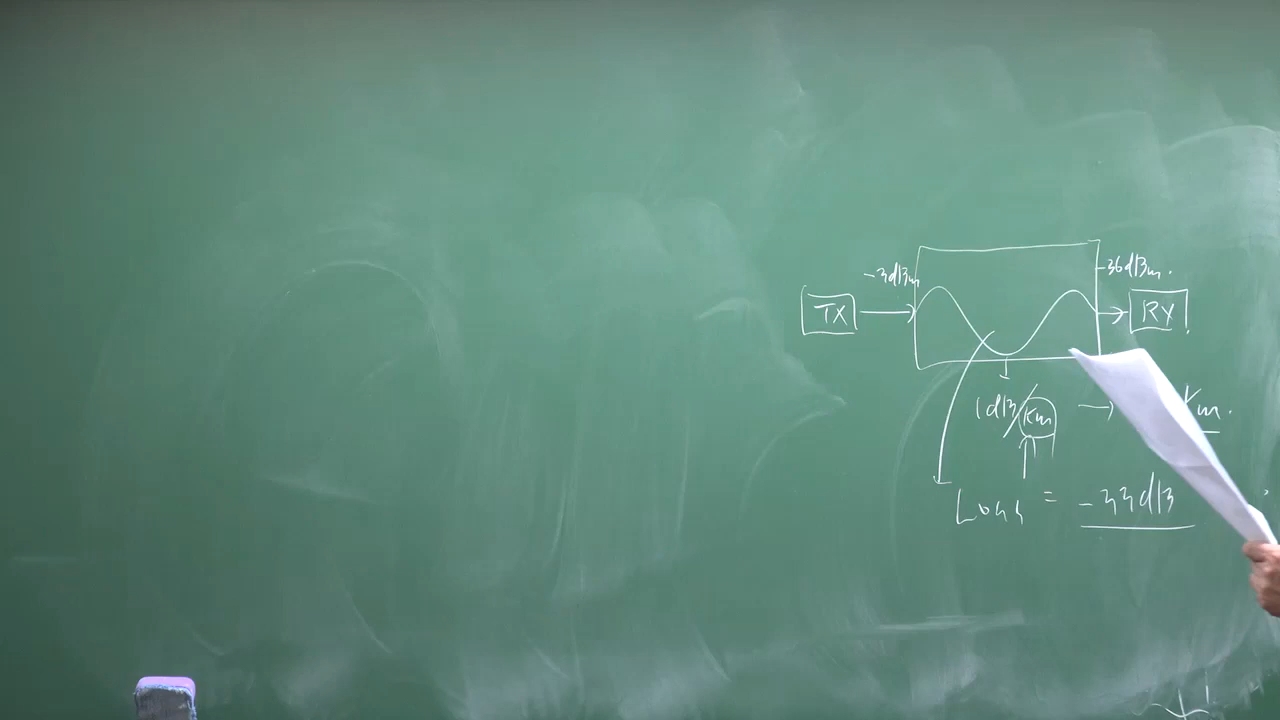 -3dBm
-36dBm.
TX
RX
1dB/Km → Km.
Loss = -33dB